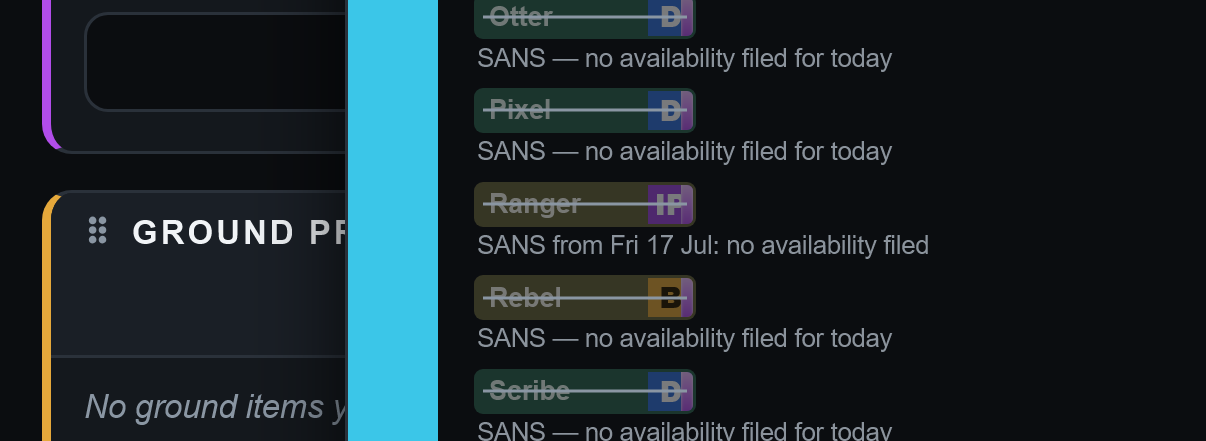 Otter D
SANS — no availability filed for today
Pixel D
SANS — no availability filed for today
Ranger IP
SANS from Fri 17 Jul: no availability filed
Rebel B
SANS — no availability filed for today
Scribe D
SANS — no availability filed for today
GROUND
No ground items